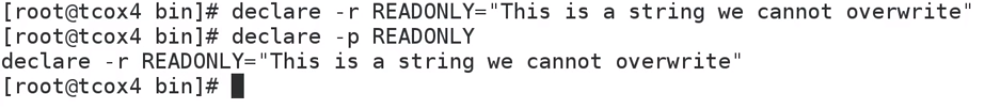 [root@tcox4 bin]# declare -r READONLY="This is a string we cannot overwrite"
[root@tcox4 bin]# declare -p READONLY
declare -r READONLY="This is a string we cannot overwrite"
[root@tcox4 bin]#